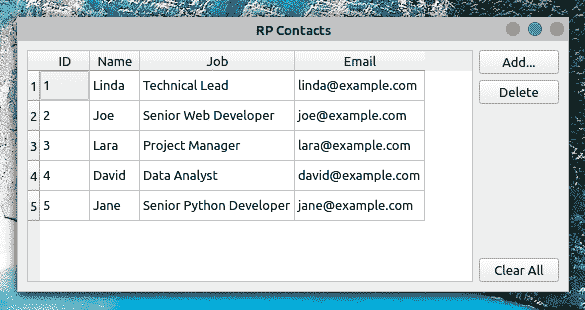 RP Contacts
ID Name Job Email
1 1 Linda Technical Lead linda@example.com
2 2 Joe Senior Web Developer joe@example.com
3 3 Lara Project Manager lara@example.com
4 4 David Data Analyst david@example.com
5 5 Jane Senior Python Developer jane@example.com
Add...
Delete
Clear All